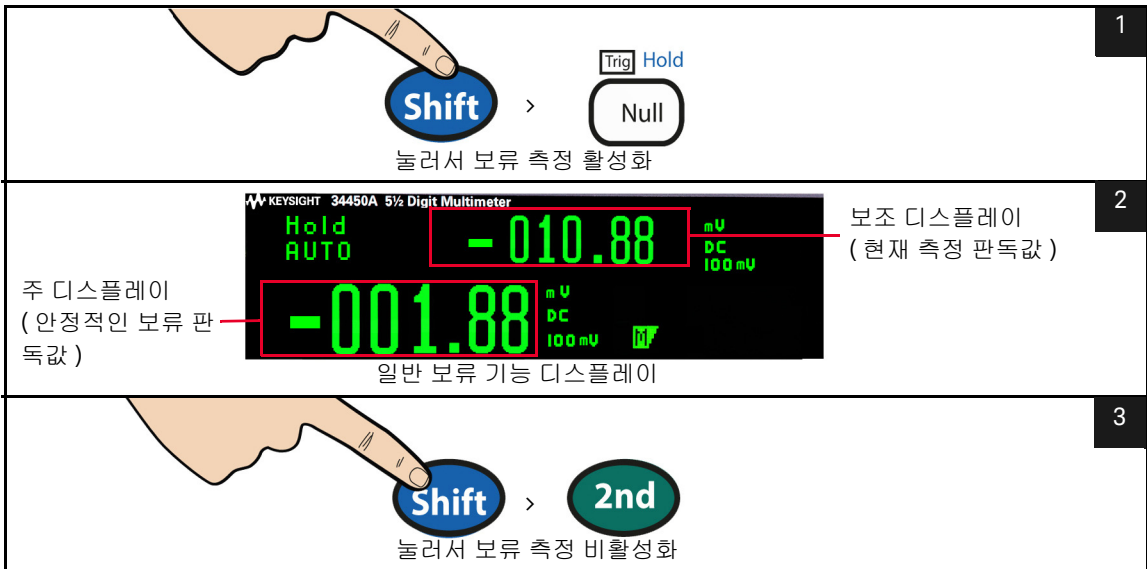 1
Trig Hold
Shift > Null
눌러서 보류 측정 활성화
2
KEYSIGHT 34450A 5½ Digit Multimeter
Hold
AUTO
-010.88
mV
DC
100 mV
보조 디스플레이
( 현재 측정 판독값 )
주 디스플레이
( 안정적인 보류 판
독값 )
-001.88
mV
DC
100 mV
M
일반 보류 기능 디스플레이
3
Shift > 2nd
눌러서 보류 측정 비활성화